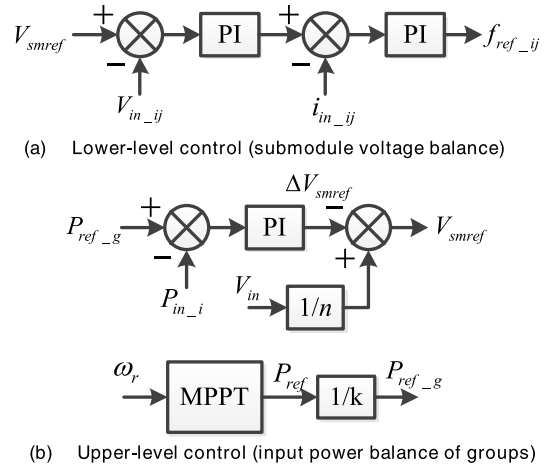 V_smref + − PI + − PI f_ref_ij
V_in_ij i_in_ij
(a) Lower-level control (submodule voltage balance)
ΔV_smref
P_ref_g + − PI − + V_smref
P_in_i V_in 1/n
ω_r MPPT P_ref 1/k P_ref_g
(b) Upper-level control (input power balance of groups)